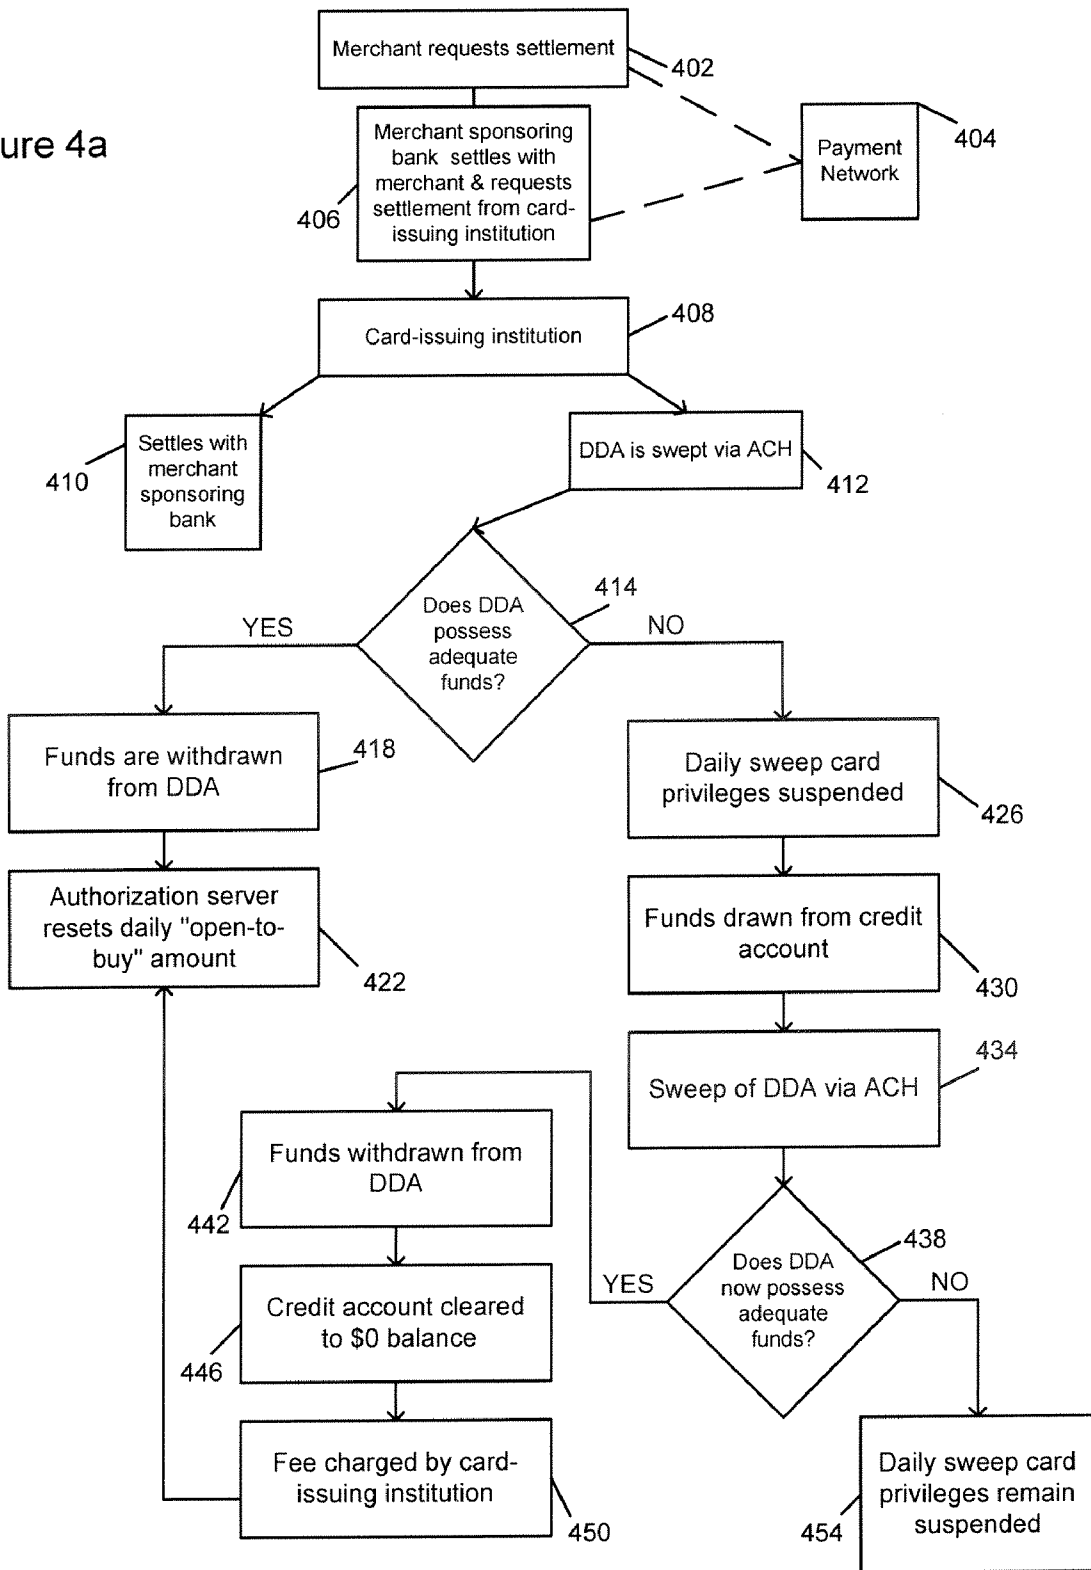 Merchant requests settlement
402
ure 4a
Merchant sponsoring
bank settles with
merchant & requests
settlement from card-
issuing institution
406
Payment
Network
404
Card-issuing institution
408
Settles with
merchant
sponsoring
bank
410
DDA is swept via ACH
412
Does DDA
possess
adequate
funds?
414
YES
NO
Funds are withdrawn
from DDA
418
Daily sweep card
privileges suspended
426
Authorization server
resets daily "open-to-
buy" amount
422
Funds drawn from credit
account
430
Sweep of DDA via ACH
434
Funds withdrawn from
DDA
442
Does DDA
now possess
adequate
funds?
438
YES
NO
Credit account cleared
to $0 balance
446
Fee charged by card-
issuing institution
450
Daily sweep card
privileges remain
suspended
454